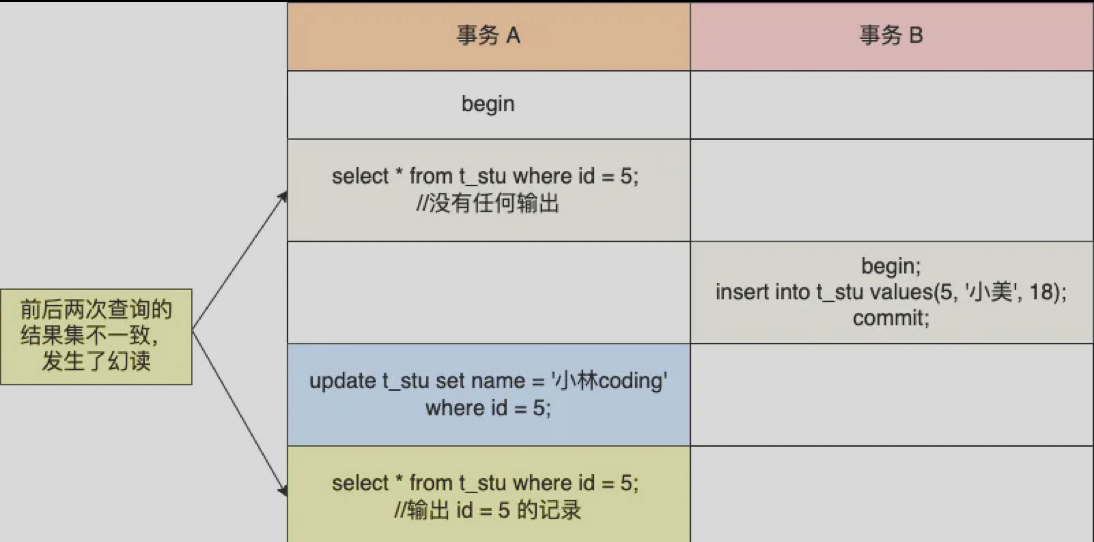 事务 A
事务 B
begin
select * from t_stu where id = 5;
//没有任何输出
begin;
insert into t_stu values(5, '小美', 18);
commit;
前后两次查询的
结果集不一致，
发生了幻读
update t_stu set name = '小林coding'
where id = 5;
select * from t_stu where id = 5;
//输出 id = 5 的记录